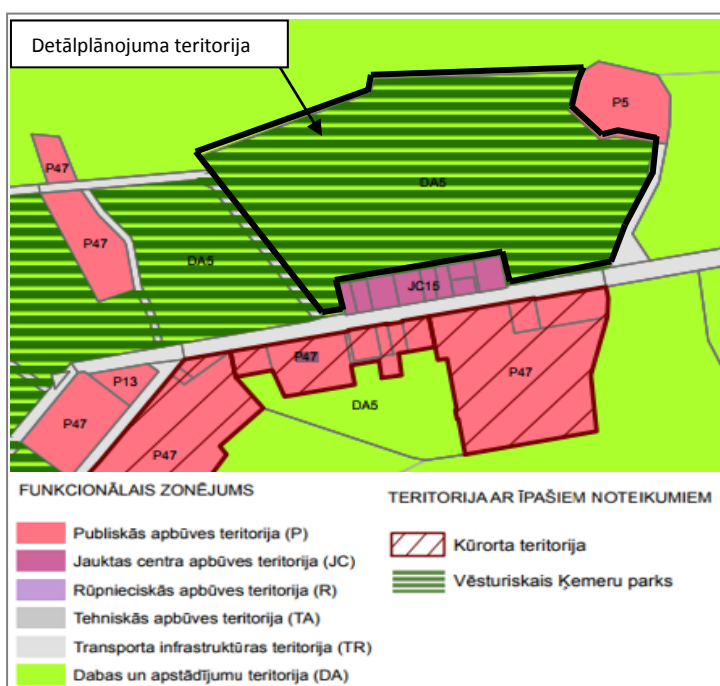 Detālplānojuma teritorija
P5
P47
DA5
P47
DA5
JC15
P47
P13
P47
P47
DA5
P47
FUNKCIONĀLAIS ZONĒJUMS
Publiskās apbūves teritorija (P)
Jauktas centra apbūves teritorija (JC)
Rūpnieciskās apbūves teritorija (R)
Tehniskās apbūves teritorija (TA)
Transporta infrastruktūras teritorija (TR)
Dabas un apstādījumu teritorija (DA)
TERITORIJA AR ĪPAŠIEM NOTEIKUMIEM
Kūrorta teritorija
Vēsturiskais Ķemeru parks